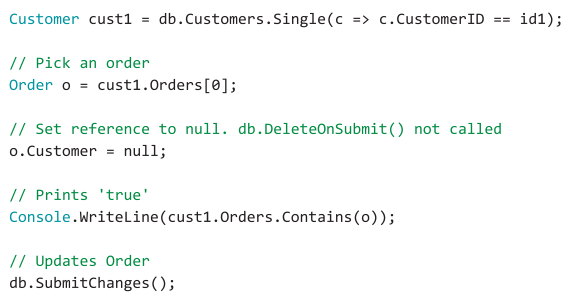 Customer cust1 = db.Customers.Single(c => c.CustomerID == id1);
// Pick an order
Order o = cust1.Orders[0];
// Set reference to null. db.DeleteOnSubmit() not called
o.Customer = null;
// Prints 'true'
Console.WriteLine(cust1.Orders.Contains(o));
// Updates Order
db.SubmitChanges();